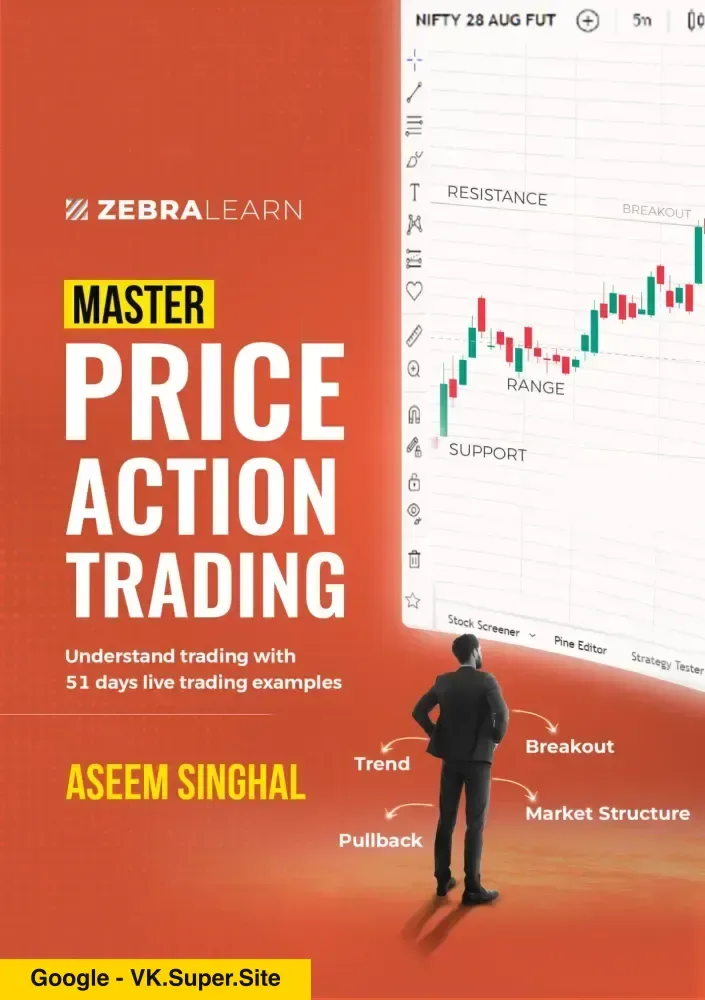 NIFTY 28 AUG FUT
5m
RESISTANCE
BREAKOUT
ZEBRALEARN
MASTER
PRICE
ACTION
TRADING
RANGE
SUPPORT
Stock Screener
Pine Editor
Strategy Tester
Understand trading with
51 days live trading examples
ASEEM SINGHAL
Breakout
Trend
Market Structure
Pullback
Google - VK.Super.Site